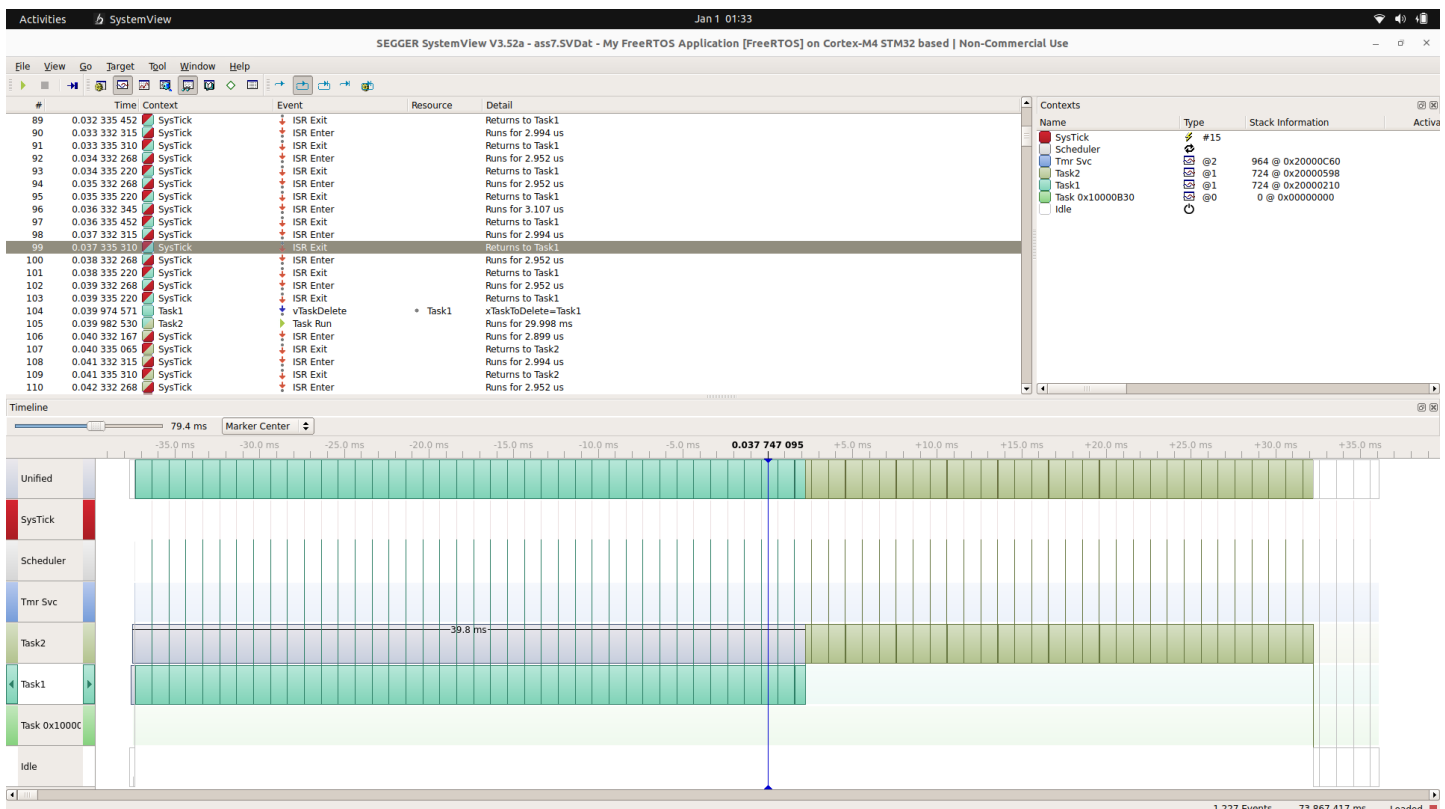 Activities SystemView Jan 1 01:33
SEGGER SystemView V3.52a - ass7.SVDat - My FreeRTOS Application [FreeRTOS] on Cortex-M4 STM32 based | Non-Commercial Use
File View Go Target Tool Window Help
# Time Context Event Resource Detail
89 0.032 335 452 SysTick ISR Exit Returns to Task1
90 0.033 332 315 SysTick ISR Enter Runs for 2.994 us
91 0.033 335 310 SysTick ISR Exit Returns to Task1
92 0.034 332 268 SysTick ISR Enter Runs for 2.952 us
93 0.034 335 220 SysTick ISR Exit Returns to Task1
94 0.035 332 268 SysTick ISR Enter Runs for 2.952 us
95 0.035 335 220 SysTick ISR Exit Returns to Task1
96 0.036 332 345 SysTick ISR Enter Runs for 3.107 us
97 0.036 335 452 SysTick ISR Exit Returns to Task1
98 0.037 332 315 SysTick ISR Enter Runs for 2.994 us
99 0.037 335 310 SysTick ISR Exit Returns to Task1
100 0.038 332 268 SysTick ISR Enter Runs for 2.952 us
101 0.038 335 220 SysTick ISR Exit Returns to Task1
102 0.039 332 268 SysTick ISR Enter Runs for 2.952 us
103 0.039 335 220 SysTick ISR Exit Returns to Task1
104 0.039 974 571 Task1 vTaskDelete Task1 xTaskToDelete=Task1
105 0.039 982 530 Task2 Task Run Runs for 29.998 ms
106 0.040 332 167 SysTick ISR Enter Runs for 2.899 us
107 0.040 335 065 SysTick ISR Exit Returns to Task2
108 0.041 332 315 SysTick ISR Enter Runs for 2.994 us
109 0.041 335 310 SysTick ISR Exit Returns to Task2
110 0.042 332 268 SysTick ISR Enter Runs for 2.952 us
Contexts
Name Type Stack Information Activa
SysTick #15
Scheduler
Tmr Svc @2 964 @ 0x20000C60
Task2 @1 724 @ 0x20000598
Task1 @1 724 @ 0x20000210
Task 0x10000B30 @0 0 @ 0x00000000
Idle
Timeline
79.4 ms Marker Center
-35.0 ms -30.0 ms -25.0 ms -20.0 ms -15.0 ms -10.0 ms -5.0 ms 0.037 747 095 +5.0 ms +10.0 ms +15.0 ms +20.0 ms +25.0 ms +30.0 ms +35.0 ms
Unified
SysTick
Scheduler
Tmr Svc
Task2 39.8 ms
Task1
Task 0x1000C
Idle
1 227 Events 73.867 417 ms Loaded